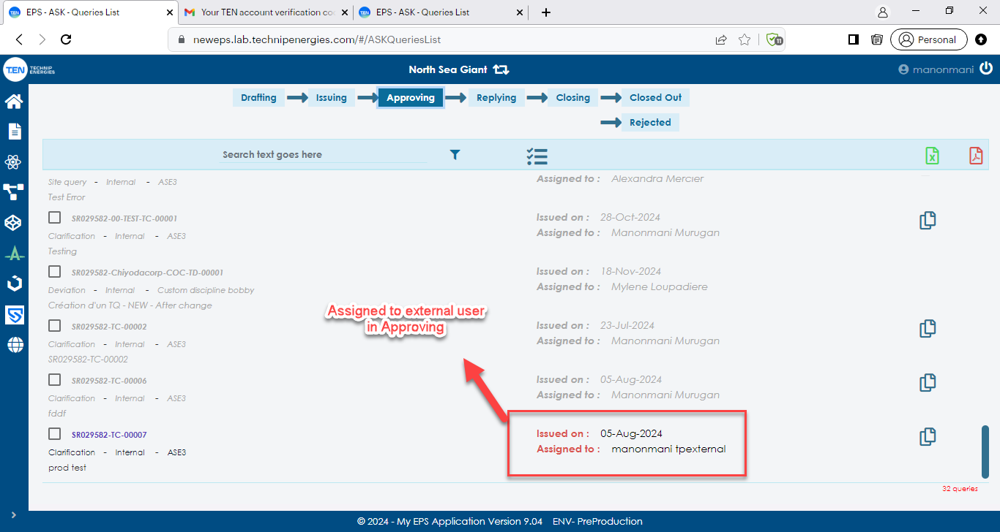 EPS - ASK - Queries List
Your TEN account verification co
EPS - ASK - Queries List
neweps.lab.technipenergies.com/#/ASKQueriesList
11
Personal
T.EN TECHNIP
ENERGIES
North Sea Giant
manonmani
Drafting
Issuing
Approving
Replying
Closing
Closed Out
Rejected
Search text goes here
Site query - Internal - ASE3
Assigned to : Alexandra Mercier
Test Error
SR029582-00-TEST-TC-00001
Issued on : 28-Oct-2024
Clarification - Internal - ASE3
Assigned to : Manonmani Murugan
Testing
SR029582-Chiyodacorp-COC-TD-00001
Issued on : 18-Nov-2024
Deviation - Internal - Custom discipline bobby
Assigned to : Mylene Loupadiere
Création d'un TQ - NEW - After change
Assigned to external user
in Approving
SR029582-TC-00002
Issued on : 23-Jul-2024
Clarification - Internal - ASE3
Assigned to : Manonmani Murugan
SR029582-TC-00002
SR029582-TC-00006
Issued on : 05-Aug-2024
Clarification - Internal - ASE3
Assigned to : Manonmani Murugan
fddf
SR029582-TC-00007
Issued on : 05-Aug-2024
Clarification - Internal - ASE3
Assigned to : manonmani tpexternal
prod test
32 queries
© 2024 - My EPS Application Version 9.04 ENV- PreProduction